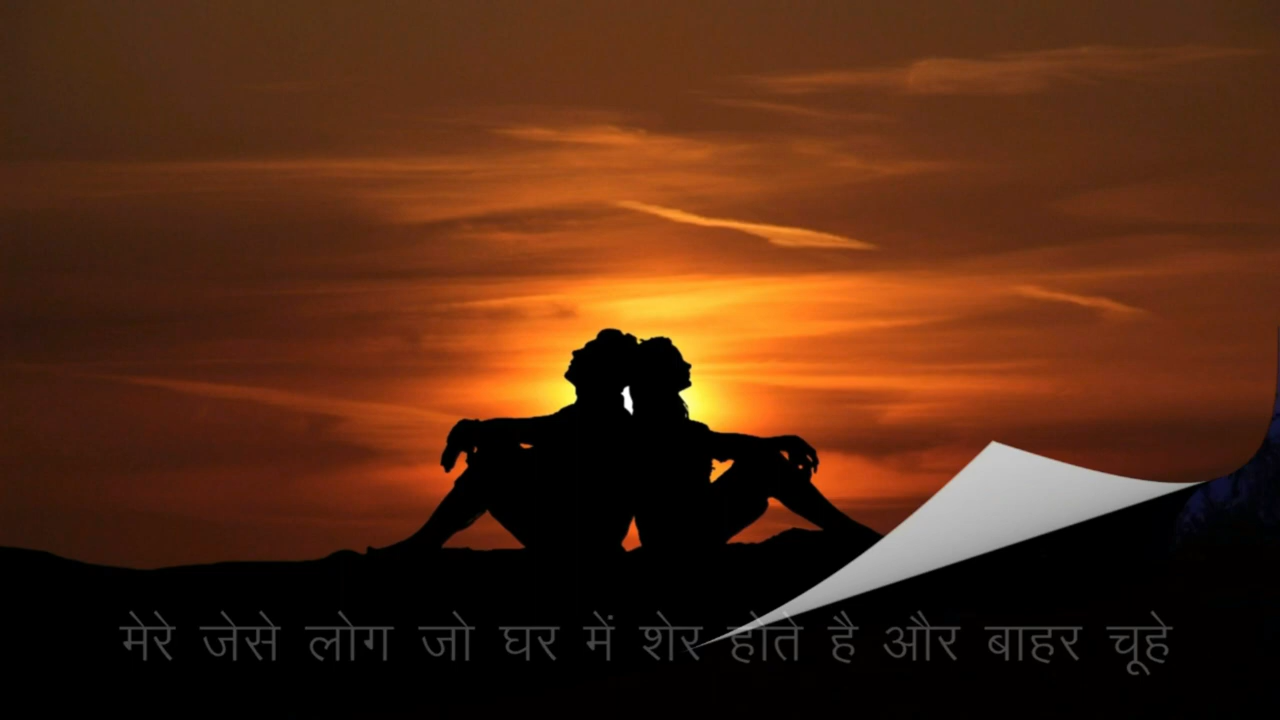 मेरे जेसे लोग जो घर में शेर होते है और बाहर चूहे